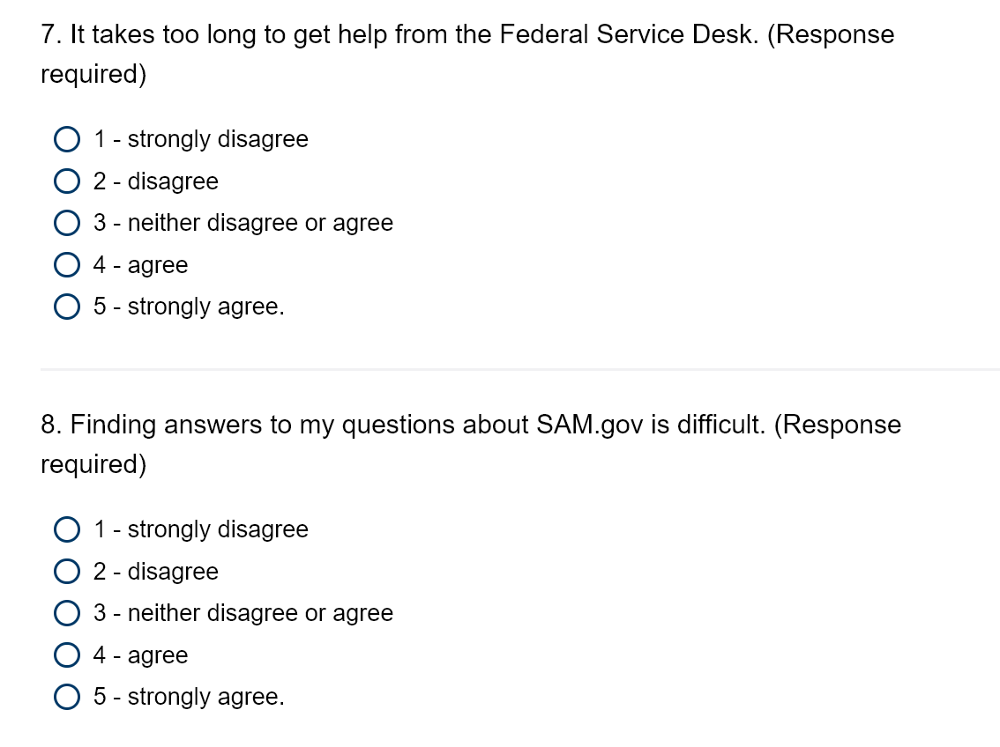 7. It takes too long to get help from the Federal Service Desk. (Response
required)
1 - strongly disagree
2 - disagree
3 - neither disagree or agree
4 - agree
5 - strongly agree.
8. Finding answers to my questions about SAM.gov is difficult. (Response
required)
1 - strongly disagree
2 - disagree
3 - neither disagree or agree
4 - agree
5 - strongly agree.